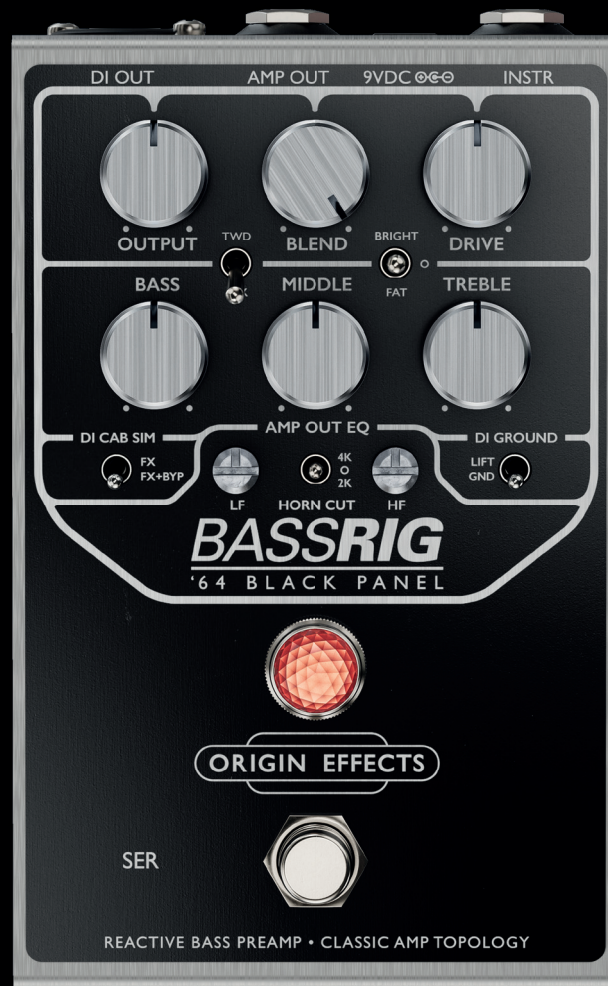 DI OUT AMP OUT 9VDC INSTR
OUTPUT BLEND DRIVE
TWD BRIGHT
FAT
BASS MIDDLE TREBLE
AMP OUT EQ
DI CAB SIM DI GROUND
FX
FX+BYP
4K
O
2K
LIFT
GND
LF HORN CUT HF
BASSRIG
'64 BLACK PANEL
ORIGIN EFFECTS
SER
REACTIVE BASS PREAMP • CLASSIC AMP TOPOLOGY